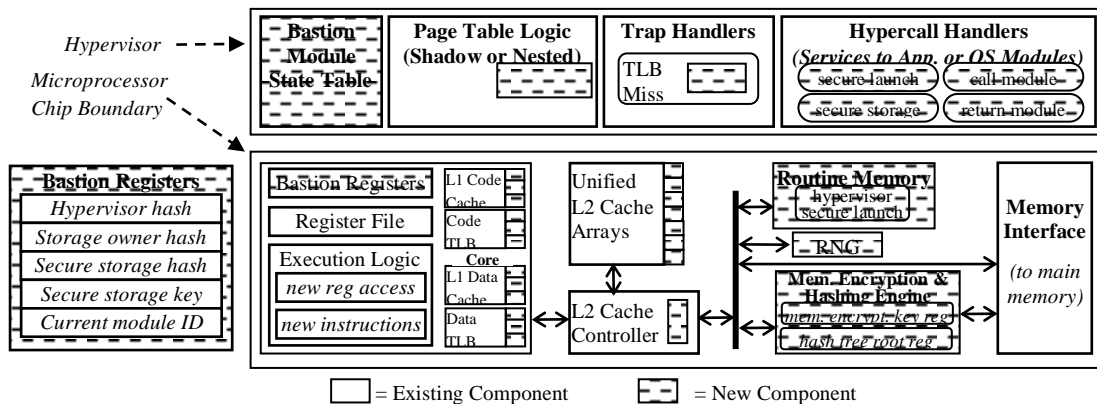 Hypervisor
Microprocessor
Chip Boundary
Bastion
Module
State Table
Page Table Logic
(Shadow or Nested)
Trap Handlers
TLB
Miss
Hypercall Handlers
(Services to App. or OS Modules)
secure launch
call module
secure storage
return module
Bastion Registers
Hypervisor hash
Storage owner hash
Secure storage hash
Secure storage key
Current module ID
Bastion Registers
Register File
Execution Logic
new reg access
new instructions
L1 Code
Cache
Code
TLB
Core
L1 Data
Cache
Data
TLB
Unified
L2 Cache
Arrays
L2 Cache
Controller
Routine Memory
hypervisor
secure launch
RNG
Mem. Encryption &
Hashing Engine
mem. encrypt. key reg
hash tree root reg
Memory
Interface
(to main
memory)
= Existing Component
= New Component